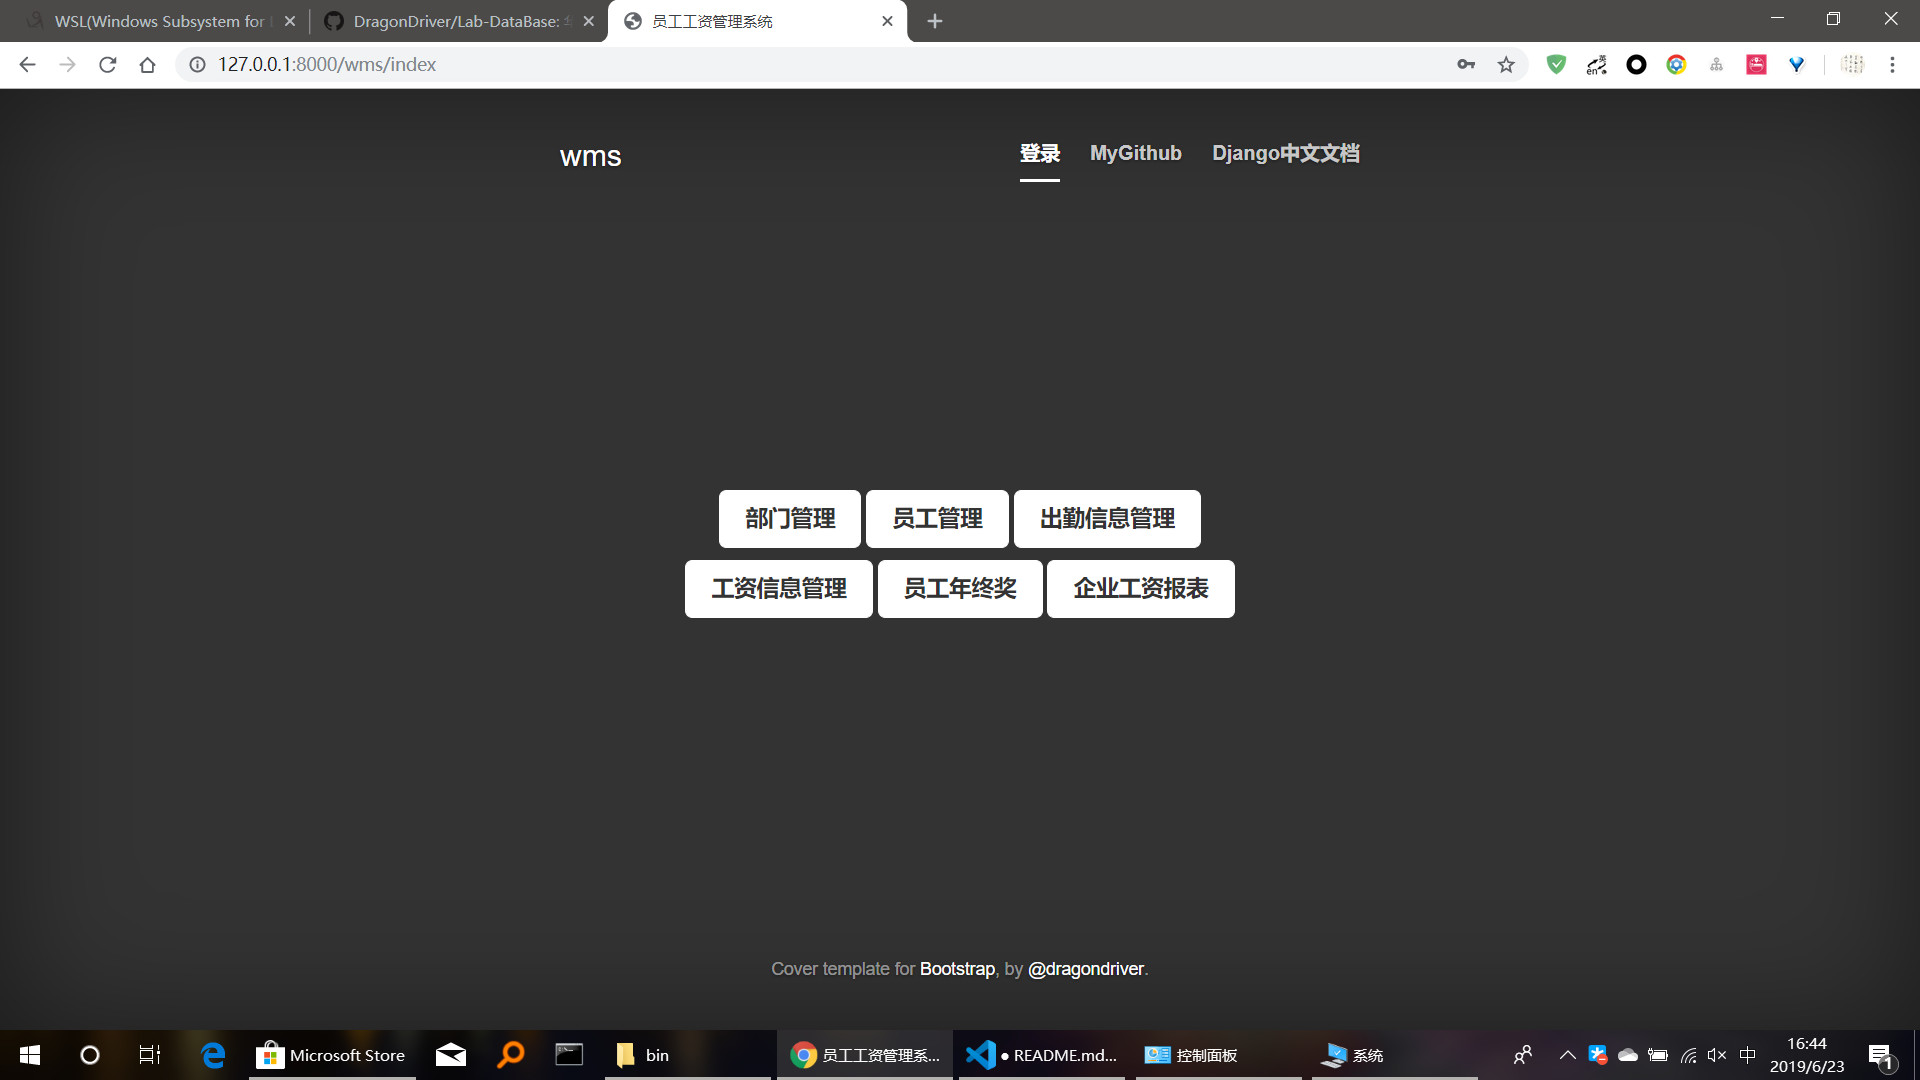 WSL(Windows Subsystem for
DragonDriver/Lab-DataBase:
员工工资管理系统
127.0.0.1:8000/wms/index
wms
登录 MyGithub Django中文文档
部门管理 员工管理 出勤信息管理
工资信息管理 员工年终奖 企业工资报表
Cover template for Bootstrap, by @dragondriver.
Microsoft Store bin 员工工资管理系... ● README.md... 控制面板 系统 中 16:44
2019/6/23 1